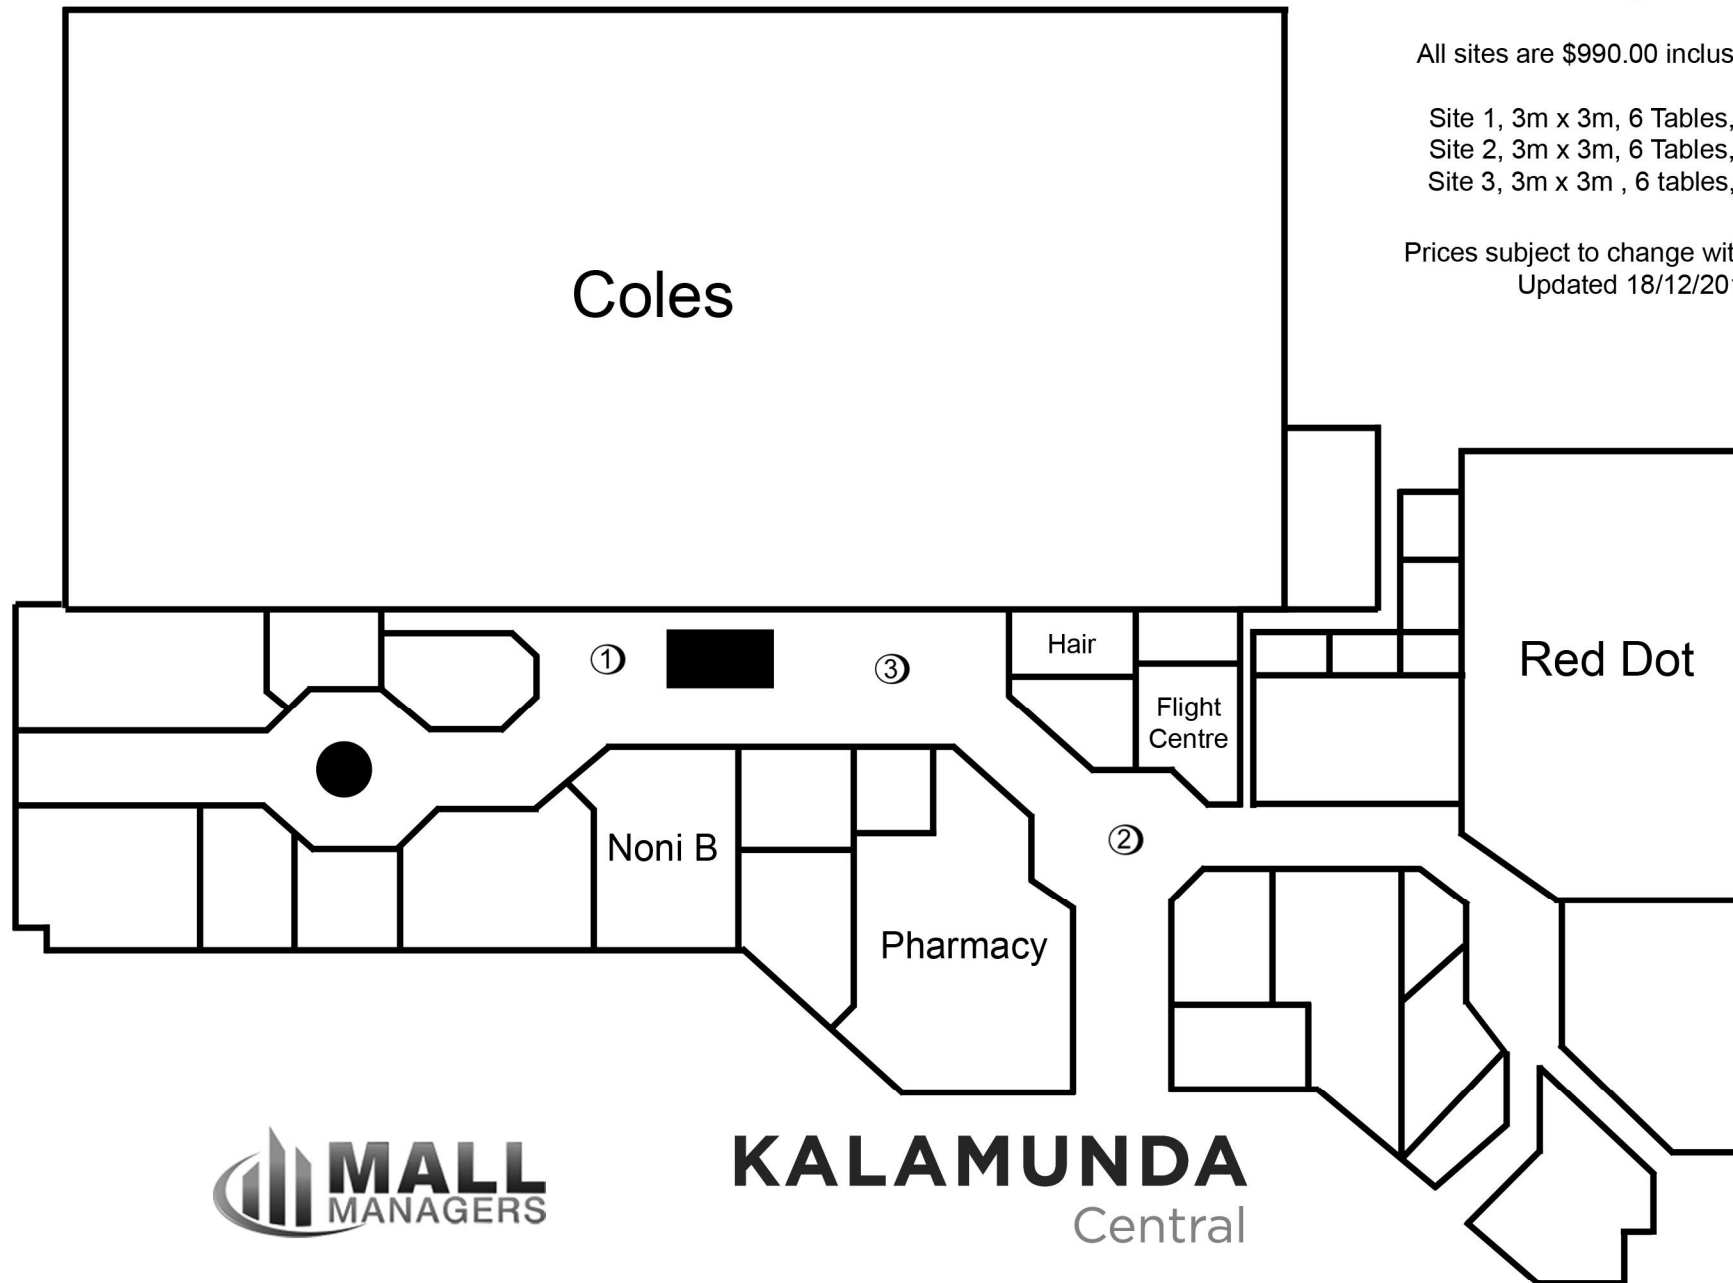 All sites are $990.00 inclus
Site 1, 3m x 3m, 6 Tables,
Site 2, 3m x 3m, 6 Tables,
Site 3, 3m x 3m , 6 tables,
Prices subject to change wit
Updated 18/12/201
Coles
Hair
Flight
Centre
Red Dot
1
3
2
Noni B
Pharmacy
MALL
MANAGERS
KALAMUNDA
Central